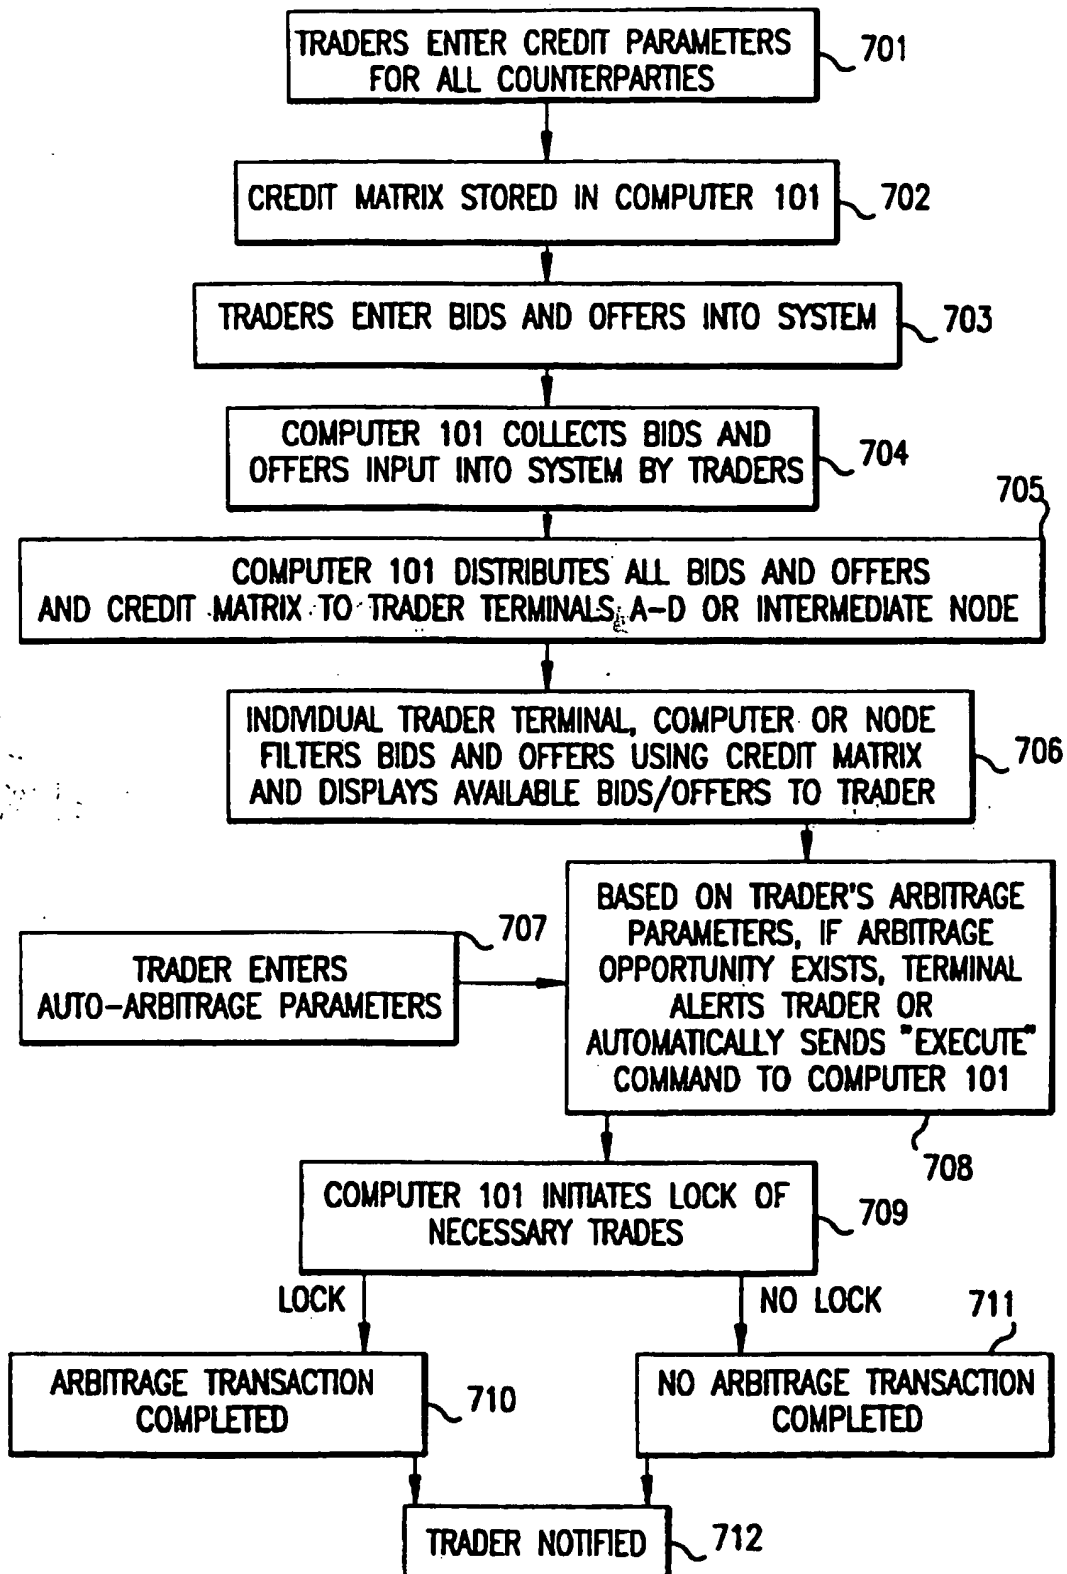 TRADERS ENTER CREDIT PARAMETERS
FOR ALL COUNTERPARTIES
701
CREDIT MATRIX STORED IN COMPUTER 101
702
TRADERS ENTER BIDS AND OFFERS INTO SYSTEM
703
COMPUTER 101 COLLECTS BIDS AND
OFFERS INPUT INTO SYSTEM BY TRADERS
704
705
COMPUTER 101 DISTRIBUTES ALL BIDS AND OFFERS
AND CREDIT MATRIX TO TRADER TERMINALS A-D OR INTERMEDIATE NODE
INDIVIDUAL TRADER TERMINAL, COMPUTER OR NODE
FILTERS BIDS AND OFFERS USING CREDIT MATRIX
AND DISPLAYS AVAILABLE BIDS/OFFERS TO TRADER
706
707
TRADER ENTERS
AUTO-ARBITRAGE PARAMETERS
BASED ON TRADER'S ARBITRAGE
PARAMETERS, IF ARBITRAGE
OPPORTUNITY EXISTS, TERMINAL
ALERTS TRADER OR
AUTOMATICALLY SENDS "EXECUTE"
COMMAND TO COMPUTER 101
708
COMPUTER 101 INITIATES LOCK OF
NECESSARY TRADES
709
LOCK
NO LOCK
711
ARBITRAGE TRANSACTION
COMPLETED
710
NO ARBITRAGE TRANSACTION
COMPLETED
TRADER NOTIFIED
712